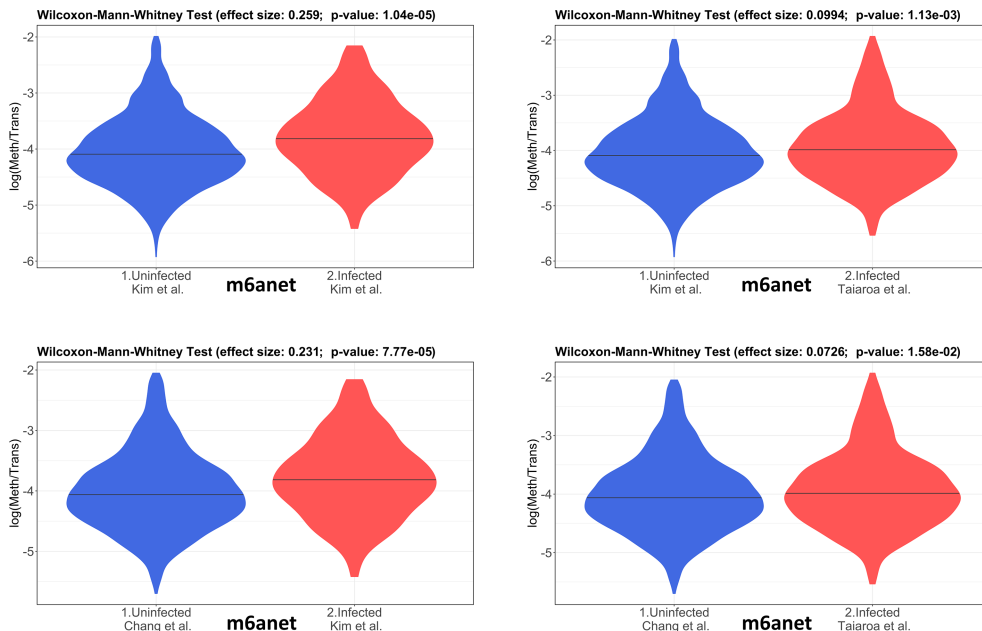 Wilcoxon-Mann-Whitney Test (effect size: 0.259;  p-value: 1.04e-05)
log(Meth/Trans)
-2
-3
-4
-5
-6
1.Uninfected
Kim et al.
m6anet
2.Infected
Kim et al.
Wilcoxon-Mann-Whitney Test (effect size: 0.0994;  p-value: 1.13e-03)
log(Meth/Trans)
-2
-3
-4
-5
-6
1.Uninfected
Kim et al.
m6anet
2.Infected
Taiaroa et al.
Wilcoxon-Mann-Whitney Test (effect size: 0.231;  p-value: 7.77e-05)
log(Meth/Trans)
-2
-3
-4
-5
1.Uninfected
Chang et al.
m6anet
2.Infected
Kim et al.
Wilcoxon-Mann-Whitney Test (effect size: 0.0726;  p-value: 1.58e-02)
log(Meth/Trans)
-2
-3
-4
-5
1.Uninfected
Chang et al.
m6anet
2.Infected
Taiaroa et al.